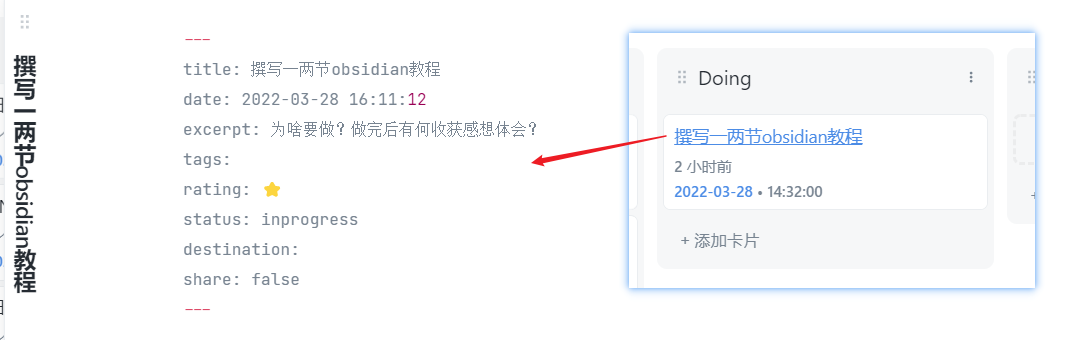 撰写一两节obsidian教程
---
title: 撰写一两节obsidian教程
date: 2022-03-28 16:11:12
excerpt: 为啥要做？做完后有何收获感想体会？
tags:
rating: ⭐
status: inprogress
destination:
share: false
---
Doing
撰写一两节obsidian教程
2 小时前
2022-03-28 • 14:32:00
+ 添加卡片